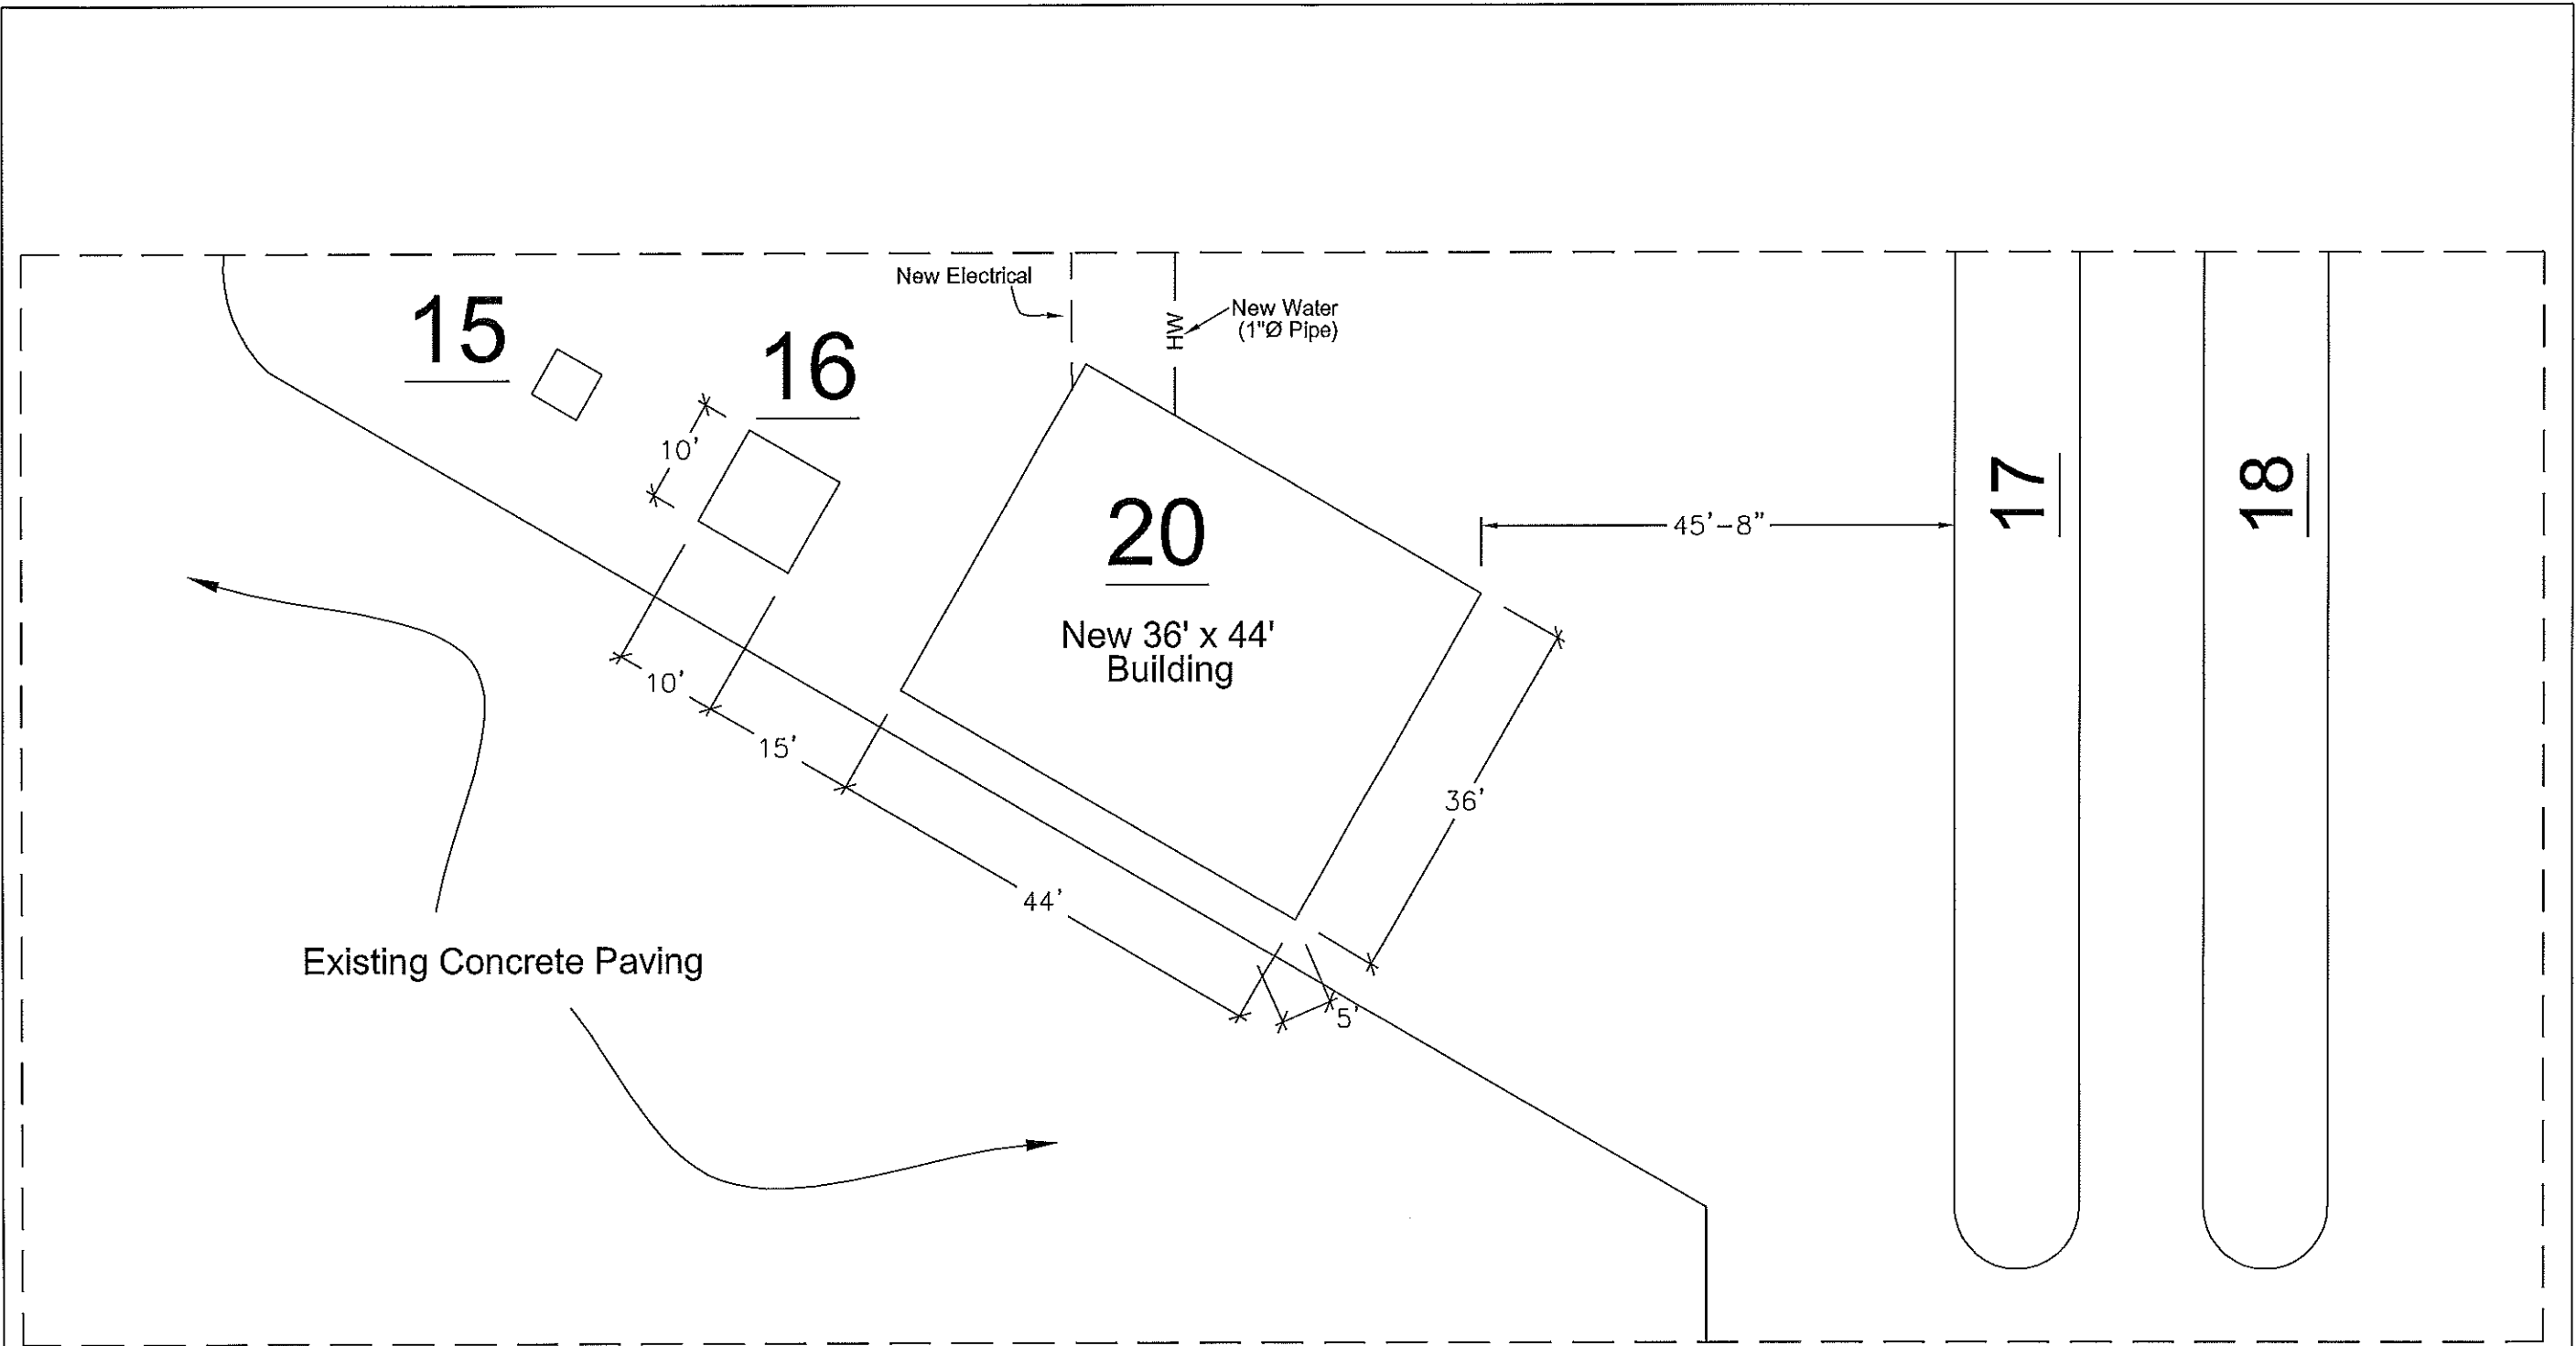 New Electrical
15
New Water
(1"Ø Pipe)
HW
16
10'
17
18
20
45'-8"
New 36' x 44'
Building
10'
15'
36'
44'
Existing Concrete Paving
5'